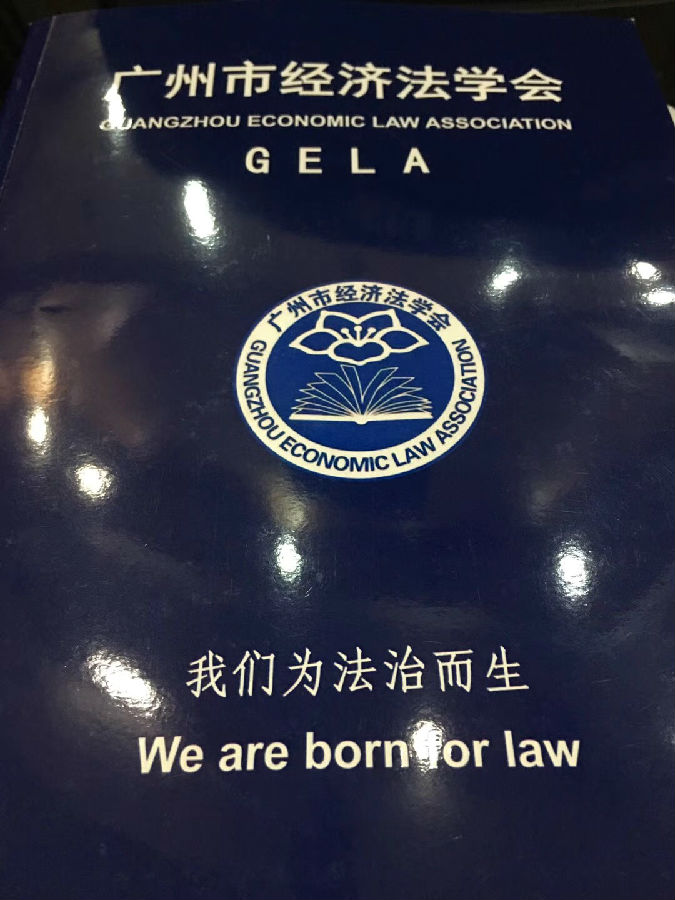 广州市经济法学会
GUANGZHOU ECONOMIC LAW ASSOCIATION
GELA
广州市经济法学会
GUANGZHOU ECONOMIC LAW ASSOCIATION
我们为法治而生
We are born for law